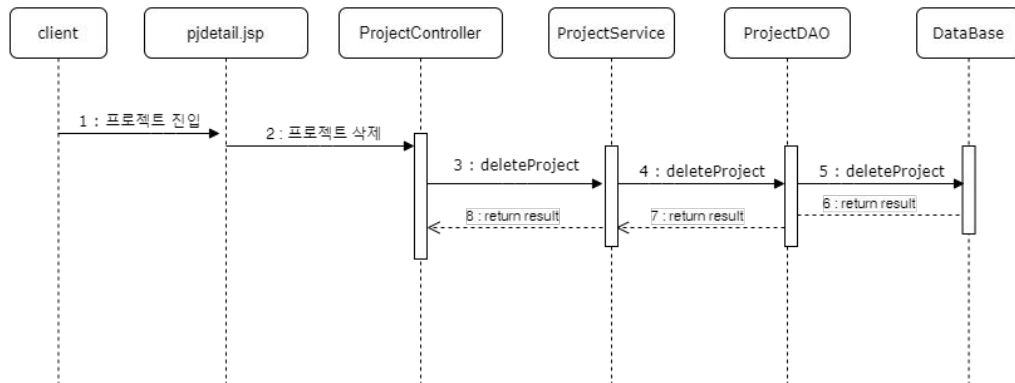 client
pjdetail.jsp
ProjectController
ProjectService
ProjectDAO
DataBase
1 : 프로젝트 진입
2 : 프로젝트 삭제
3 : deleteProject
4 : deleteProject
5 : deleteProject
6 : return result
7 : return result
8 : return result